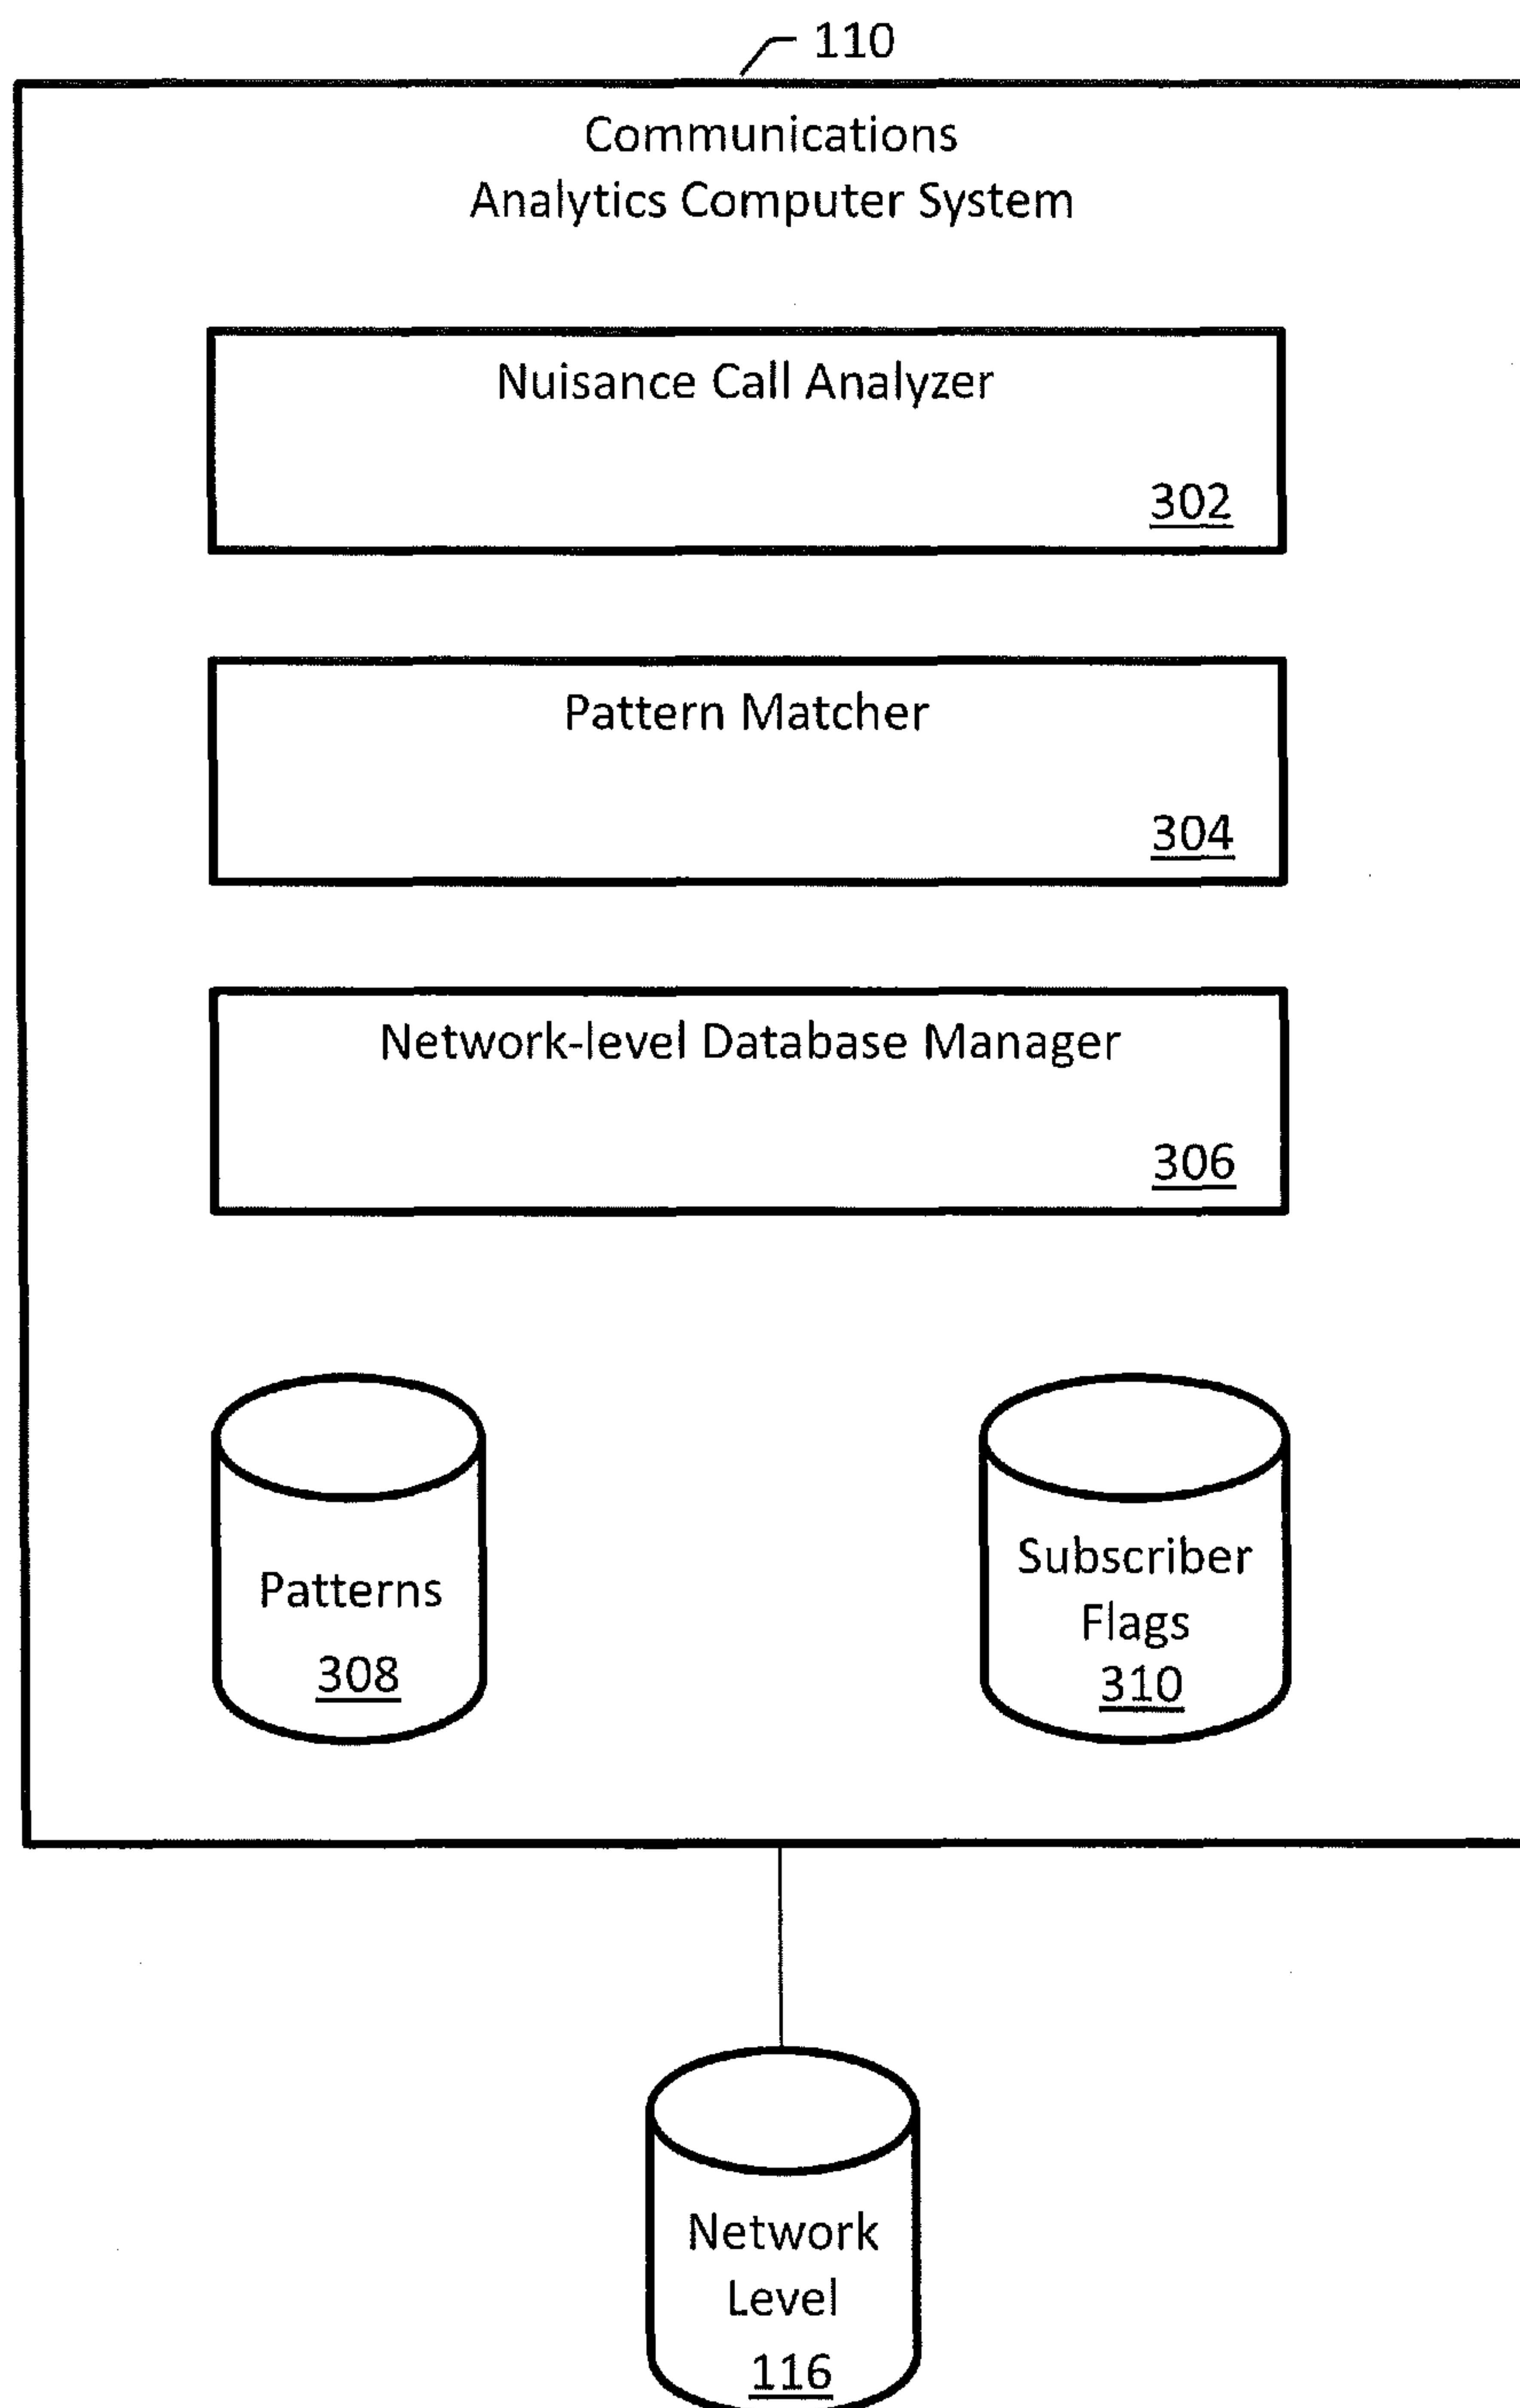 110
Communications
Analytics Computer System
Nuisance Call Analyzer
302
Pattern Matcher
304
Network-level Database Manager
306
Patterns
308
Subscriber
Flags
310
Network
Level
116